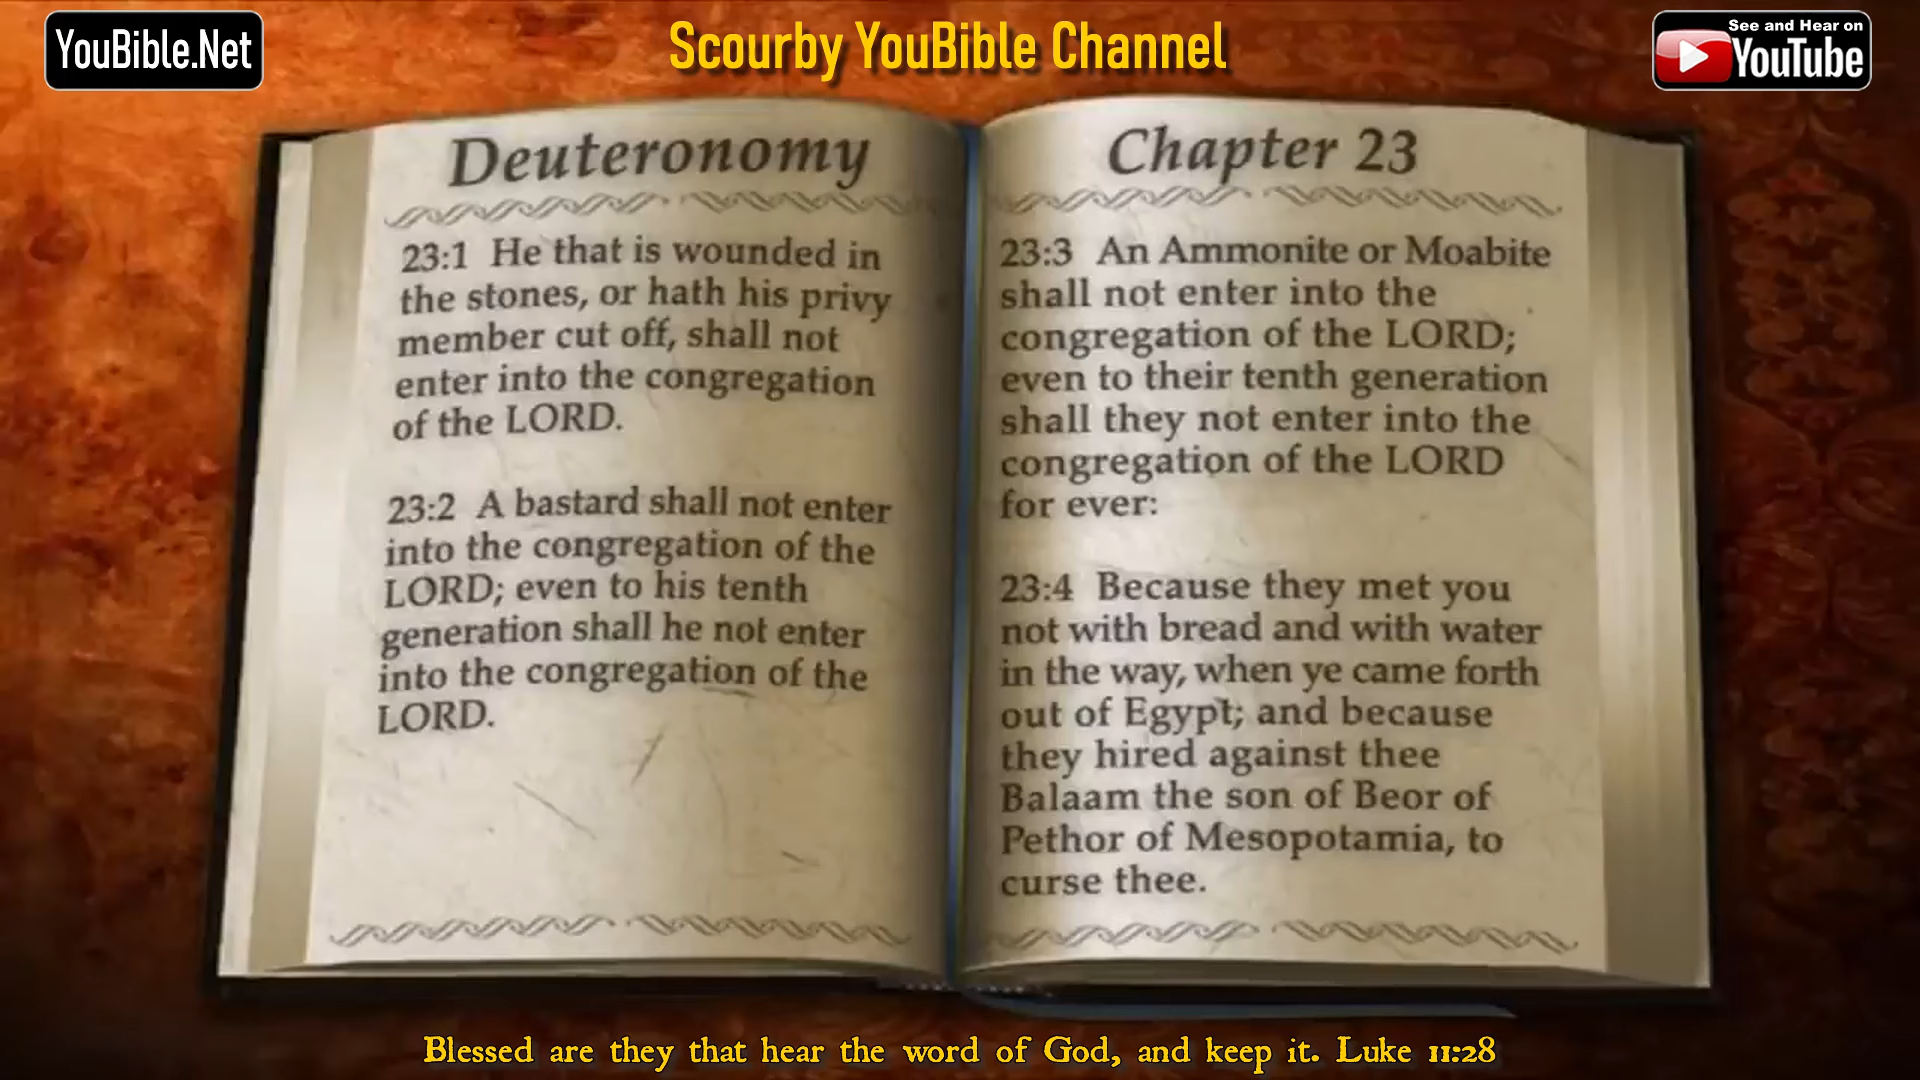 YouBible.Net
Scourby YouBible Channel
See and Hear on
YouTube
Deuteronomy
23:1 He that is wounded in
the stones, or hath his privy
member cut off, shall not
enter into the congregation
of the LORD.
23:2 A bastard shall not enter
into the congregation of the
LORD; even to his tenth
generation shall he not enter
into the congregation of the
LORD.
Chapter 23
23:3 An Ammonite or Moabite
shall not enter into the
congregation of the LORD;
even to their tenth generation
shall they not enter into the
congregation of the LORD
for ever:
23:4 Because they met you
not with bread and with water
in the way, when ye came forth
out of Egypt; and because
they hired against thee
Balaam the son of Beor of
Pethor of Mesopotamia, to
curse thee.
Blessed are they that hear the word of God, and keep it. Luke 11:28